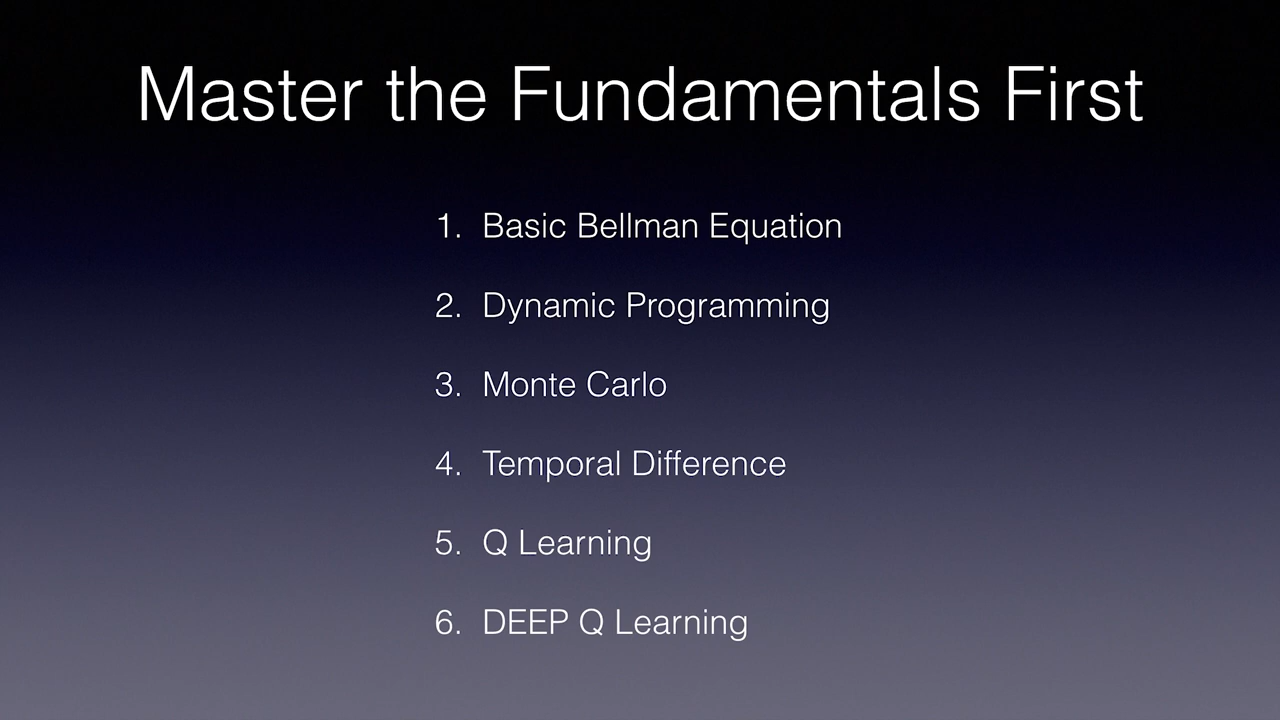 Master the Fundamentals First
1. Basic Bellman Equation
2. Dynamic Programming
3. Monte Carlo
4. Temporal Difference
5. Q Learning
6. DEEP Q Learning